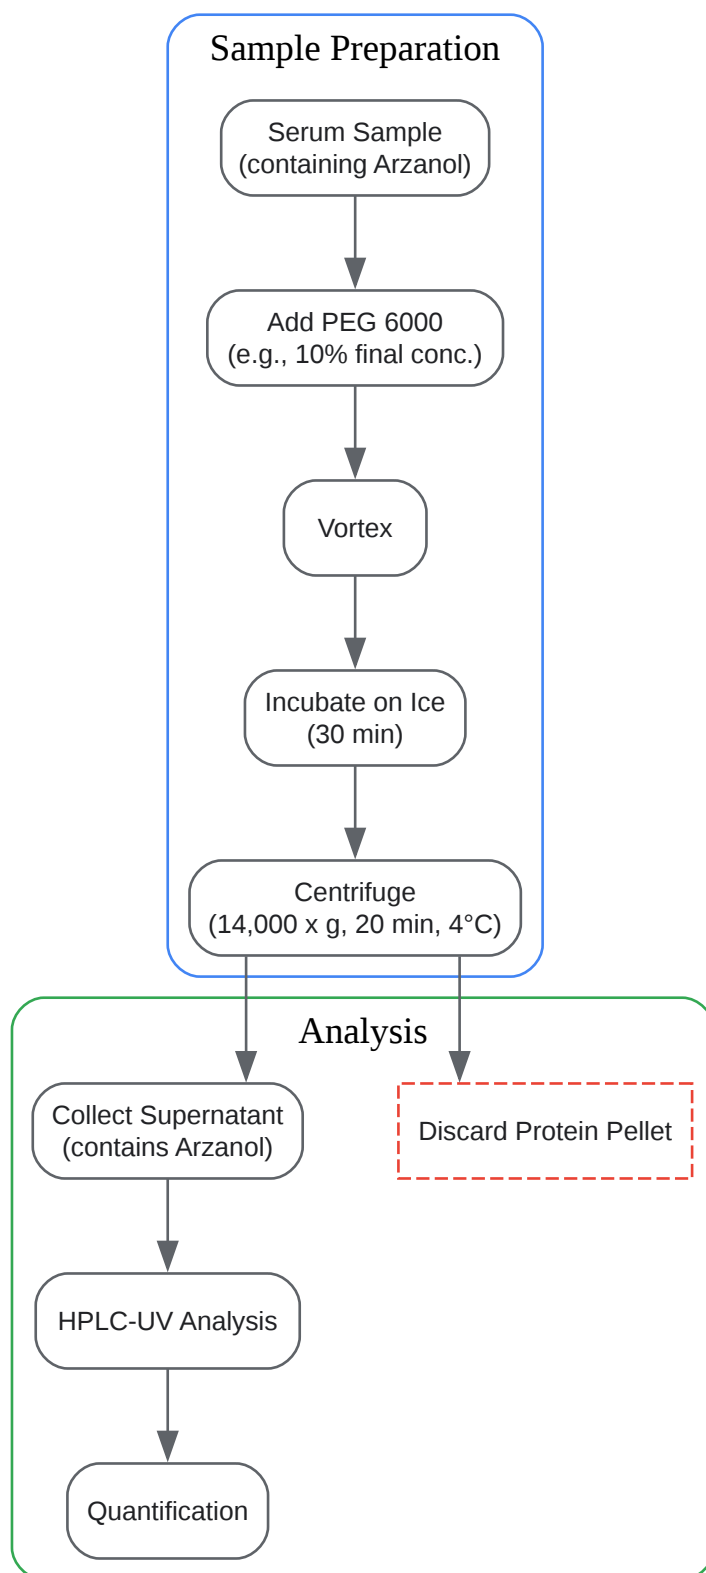 Sample Preparation
Serum Sample
(containing Arzanol)
Add PEG 6000
(e.g., 10% final conc.)
Vortex
Incubate on Ice
(30 min)
Centrifuge
(14,000 x g, 20 min, 4°C)
Analysis
Collect Supernatant
(contains Arzanol)
Discard Protein Pellet
HPLC-UV Analysis
Quantification